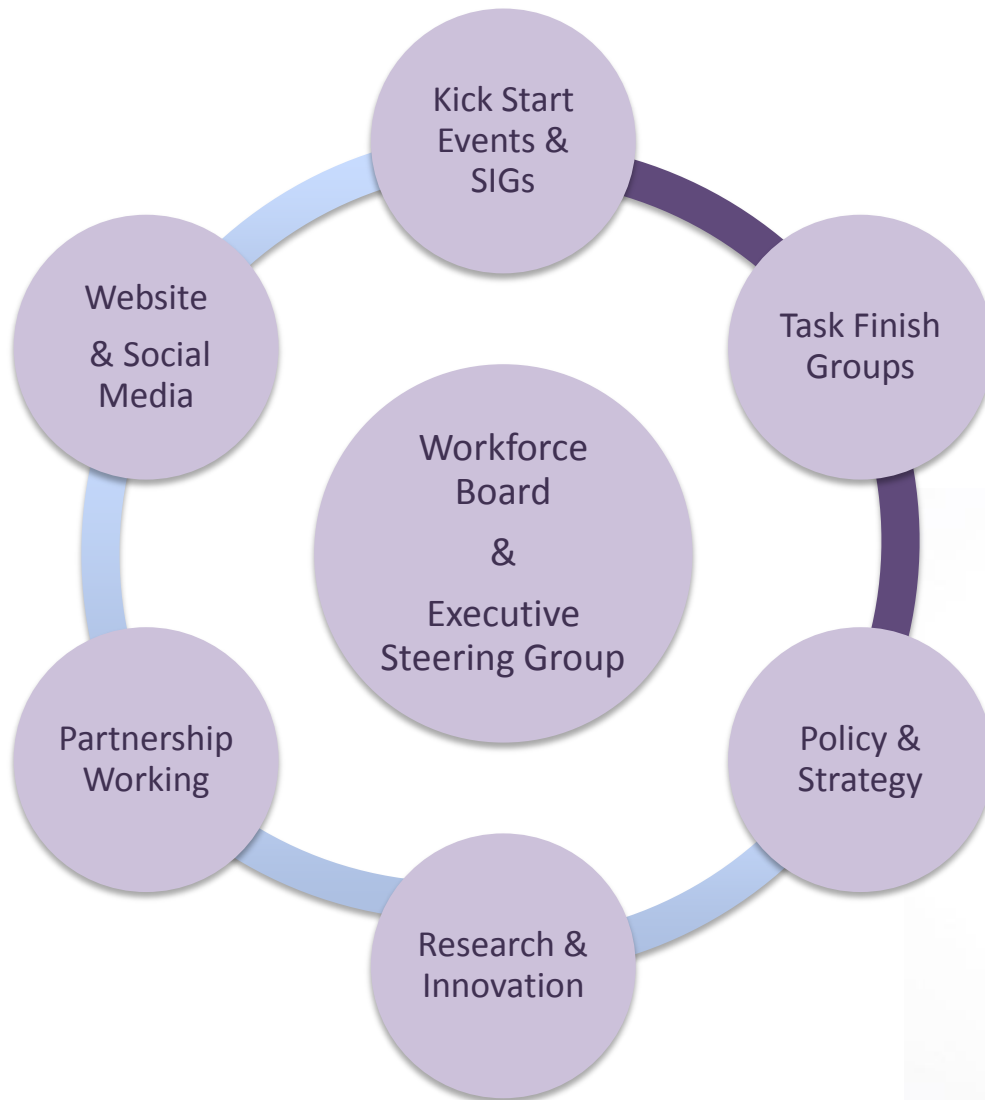 Kick Start
Events &
SIGs
Task Finish
Groups
Policy &
Strategy
Research &
Innovation
Partnership
Working
Website
& Social
Media
Workforce
Board
&
Executive
Steering Group